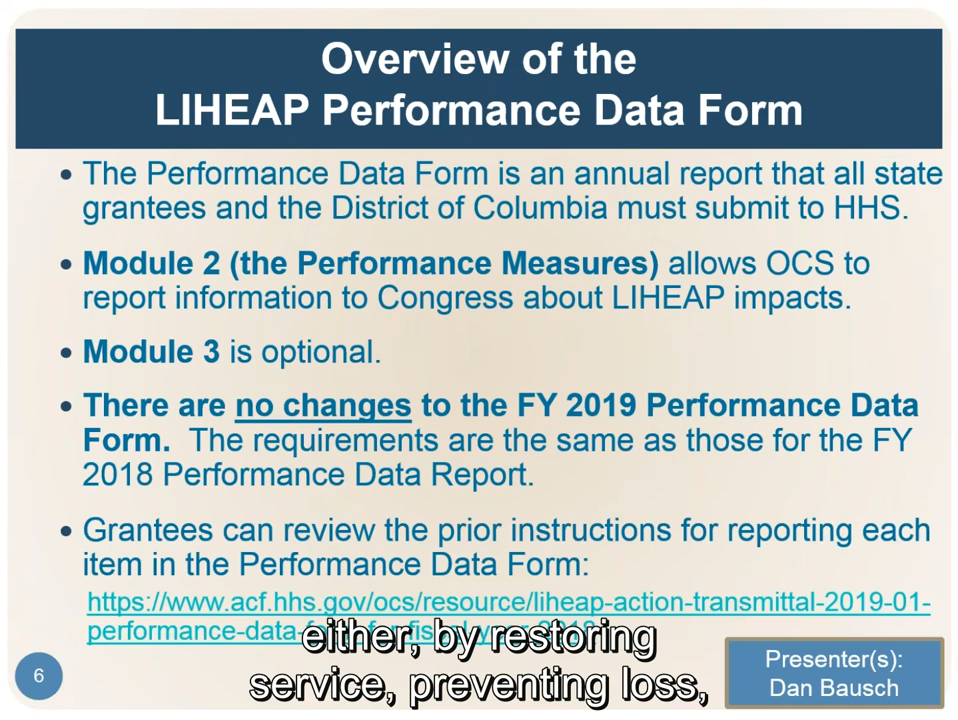 Overview of the
LIHEAP Performance Data Form
• The Performance Data Form is an annual report that all state
grantees and the District of Columbia must submit to HHS.
• Module 2 (the Performance Measures) allows OCS to
report information to Congress about LIHEAP impacts.
• Module 3 is optional.
• There are no changes to the FY 2019 Performance Data
Form. The requirements are the same as those for the FY
2018 Performance Data Report.
• Grantees can review the prior instructions for reporting each
item in the Performance Data Form:
https://www.acf.hhs.gov/ocs/resource/liheap-action-transmittal-2019-01-
performance-data-
either, by restoring
service, preventing loss,
6
Presenter(s):
Dan Bausch